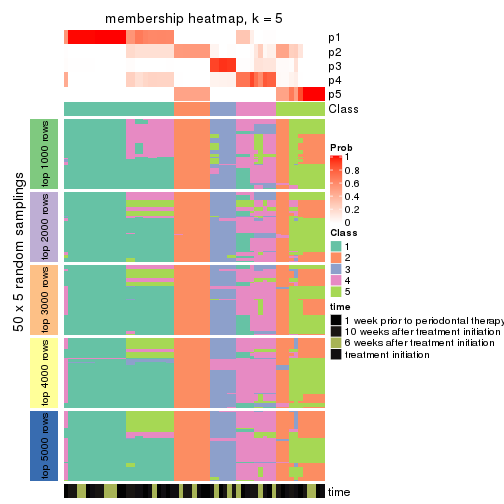 membership heatmap, k = 5
p1
p2
p3
p4
p5
Class
50 x 5 random samplings
top 1000 rows
top 2000 rows
top 3000 rows
top 4000 rows
top 5000 rows
time
Prob
1
0.8
0.6
0.4
0.2
0
Class
1
2
3
4
5
time
1 week prior to periodontal therapy
10 weeks after treatment initiation
6 weeks after treatment initiation
treatment initiation